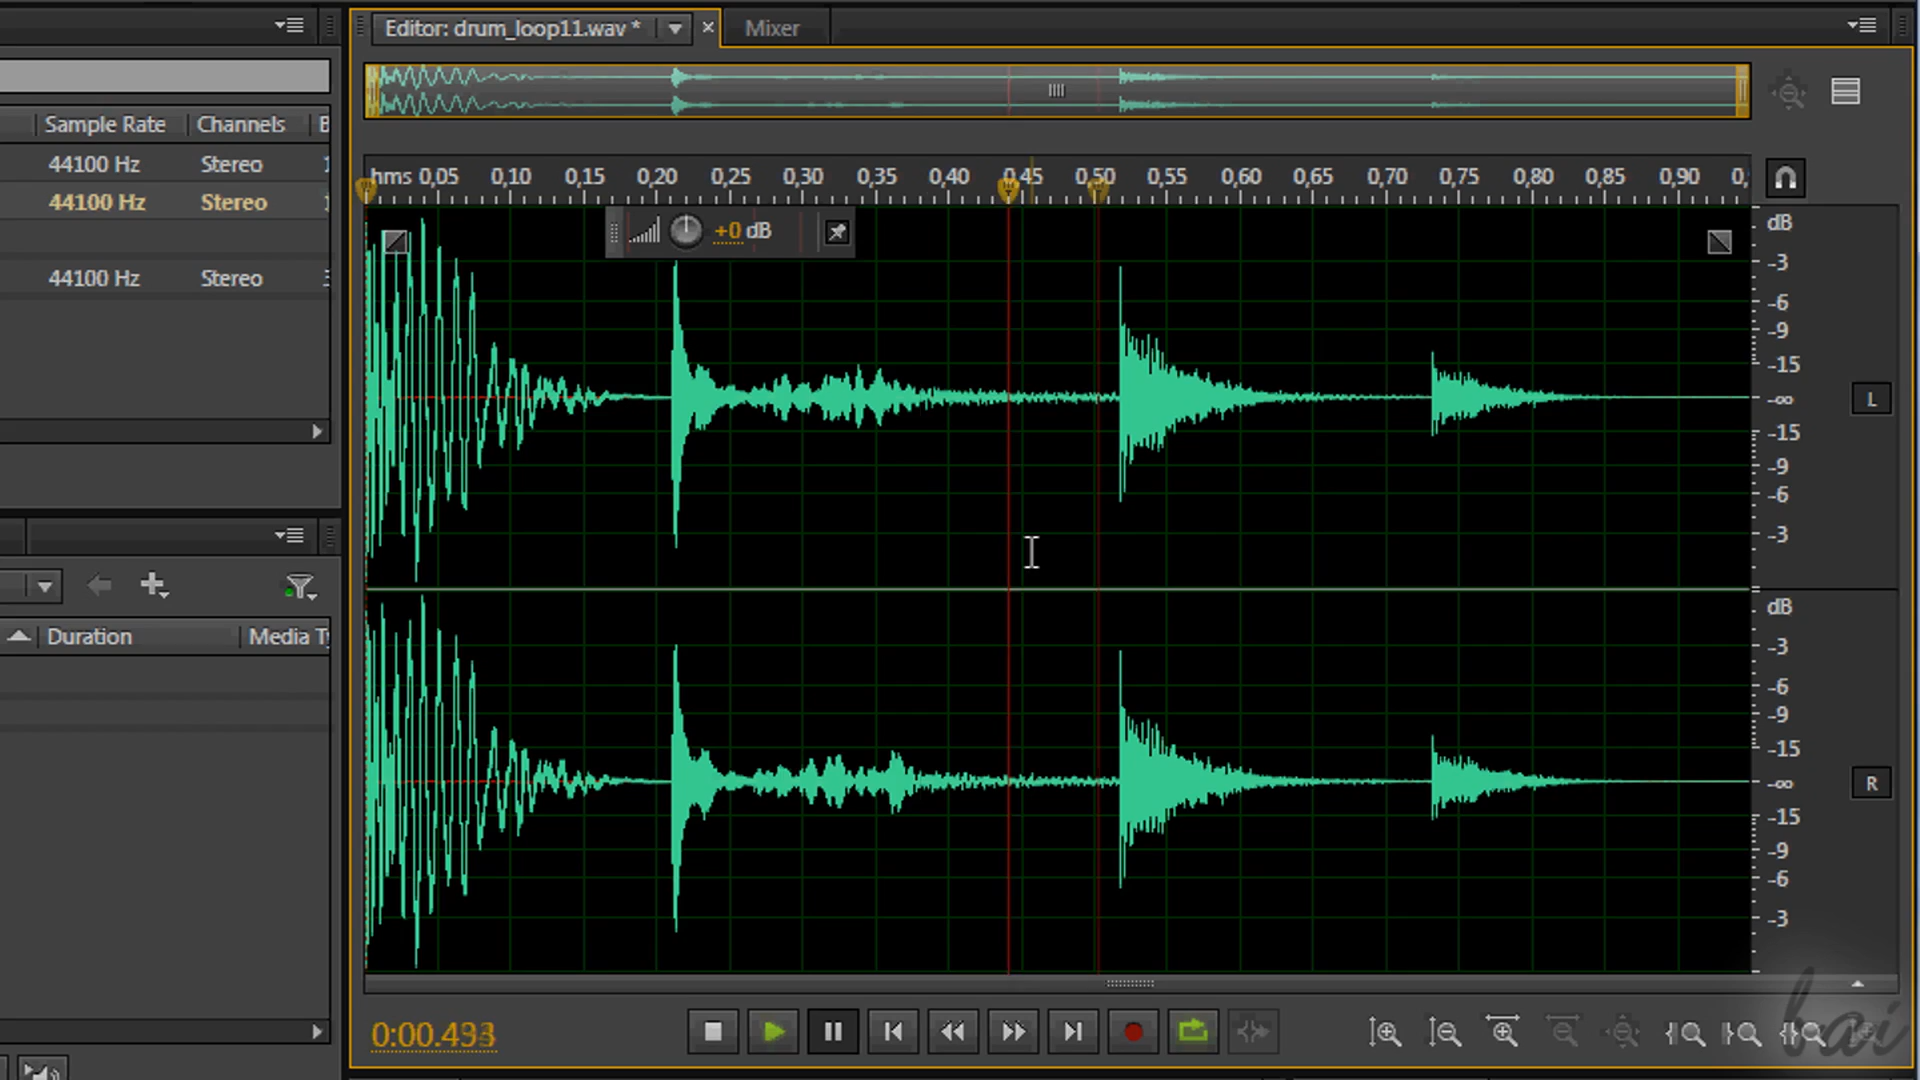 Editor: drum_loop11.wav *
Mixer
Sample Rate Channels B
44100 Hz Stereo
44100 Hz Stereo
44100 Hz Stereo
hms 0,05 0,10 0,15 0,20 0,25 0,30 0,35 0,40 0,45 0,50 0,55 0,60 0,65 0,70 0,75 0,80 0,85 0,90 0,
+0 dB
dB
-3
-6
-9
-15
-∞
-15
-9
-6
-3
L
dB
-3
-6
-9
-15
-∞
-15
-9
-6
-3
R
Duration Media T
0:00.493
bai